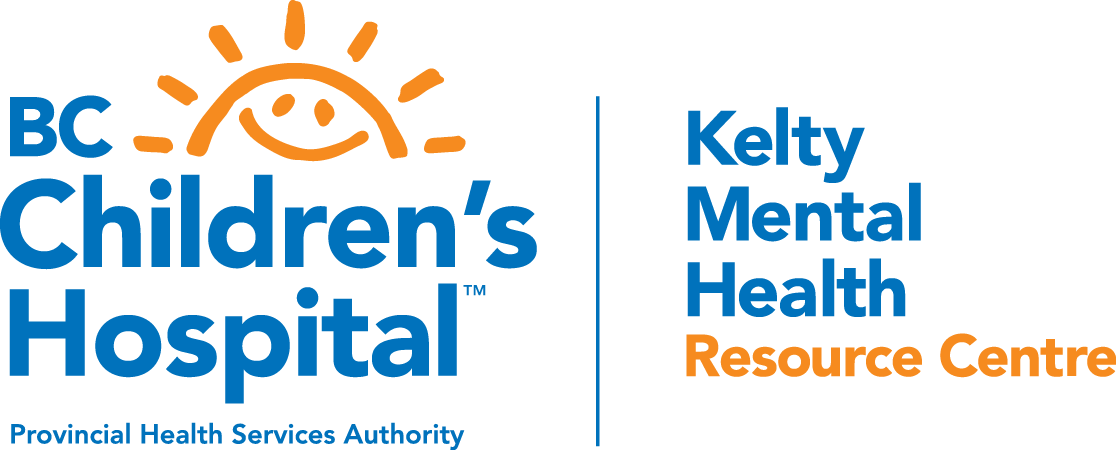 BC
Children's
Hospital™
Provincial Health Services Authority
Kelty
Mental
Health
Resource Centre